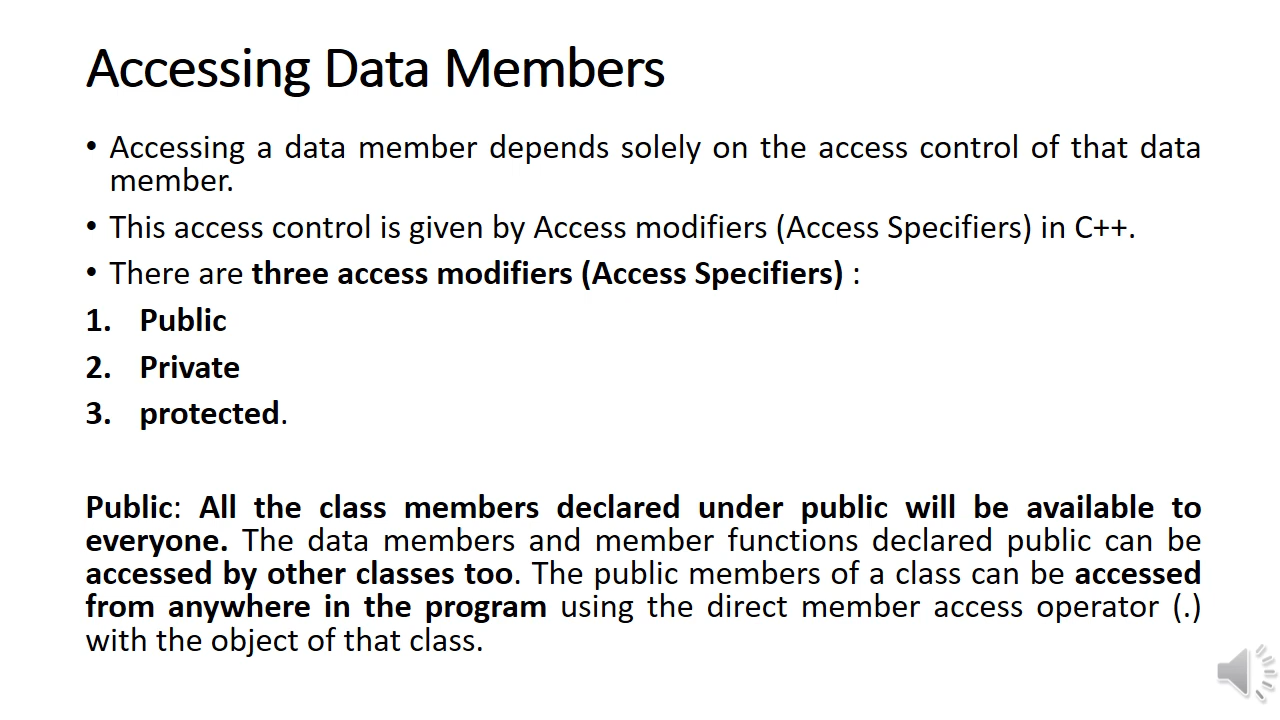 Accessing Data Members
• Accessing a data member depends solely on the access control of that data
member.
• This access control is given by Access modifiers (Access Specifiers) in C++.
• There are three access modifiers (Access Specifiers) :
1. Public
2. Private
3. protected.
Public: All the class members declared under public will be available to
everyone. The data members and member functions declared public can be
accessed by other classes too. The public members of a class can be accessed
from anywhere in the program using the direct member access operator (.)
with the object of that class.